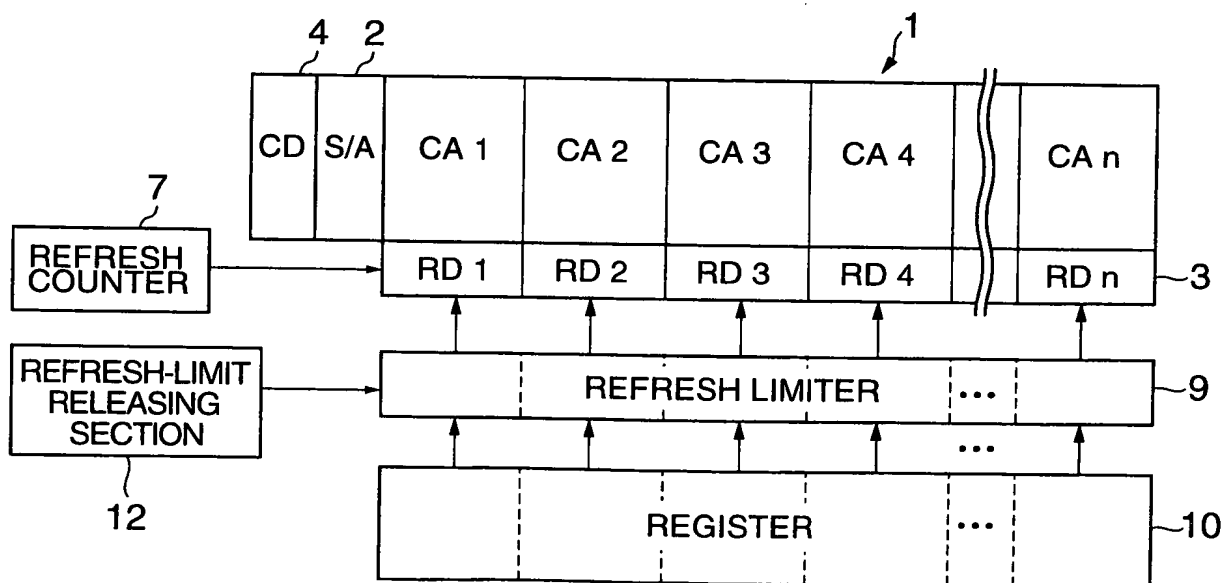 4 2 1
CD S/A CA 1 CA 2 CA 3 CA 4 CA n
7
REFRESH
COUNTER
RD 1 RD 2 RD 3 RD 4 RD n 3
REFRESH-LIMIT
RELEASING
SECTION
REFRESH LIMITER ... 9
...
12
REGISTER ... 10